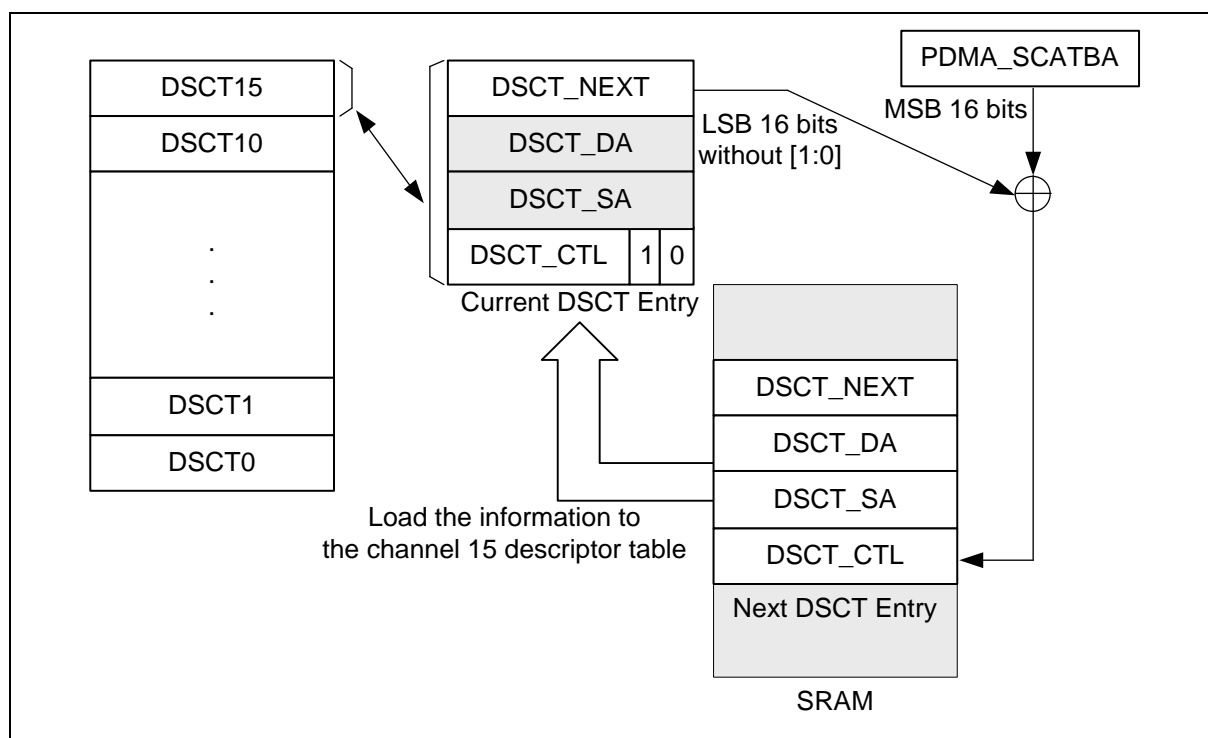 DSCT15
DSCT10
.
.
.
DSCT1
DSCT0
DSCT_NEXT
DSCT_DA
DSCT_SA
DSCT_CTL 1 0
Current DSCT Entry
LSB 16 bits
without [1:0]
PDMA_SCATBA
MSB 16 bits
Load the information to
the channel 15 descriptor table
DSCT_NEXT
DSCT_DA
DSCT_SA
DSCT_CTL
Next DSCT Entry
SRAM